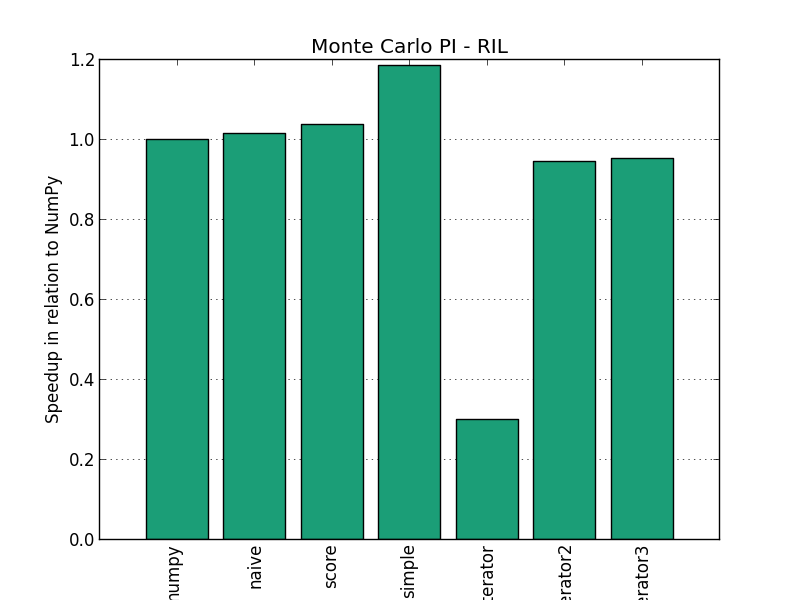 Monte Carlo PI - RIL
Speedup in relation to NumPy
1.2
1.0
0.8
0.6
0.4
0.2
0.0
numpy
naive
score
simple
terator
erator2
erator3